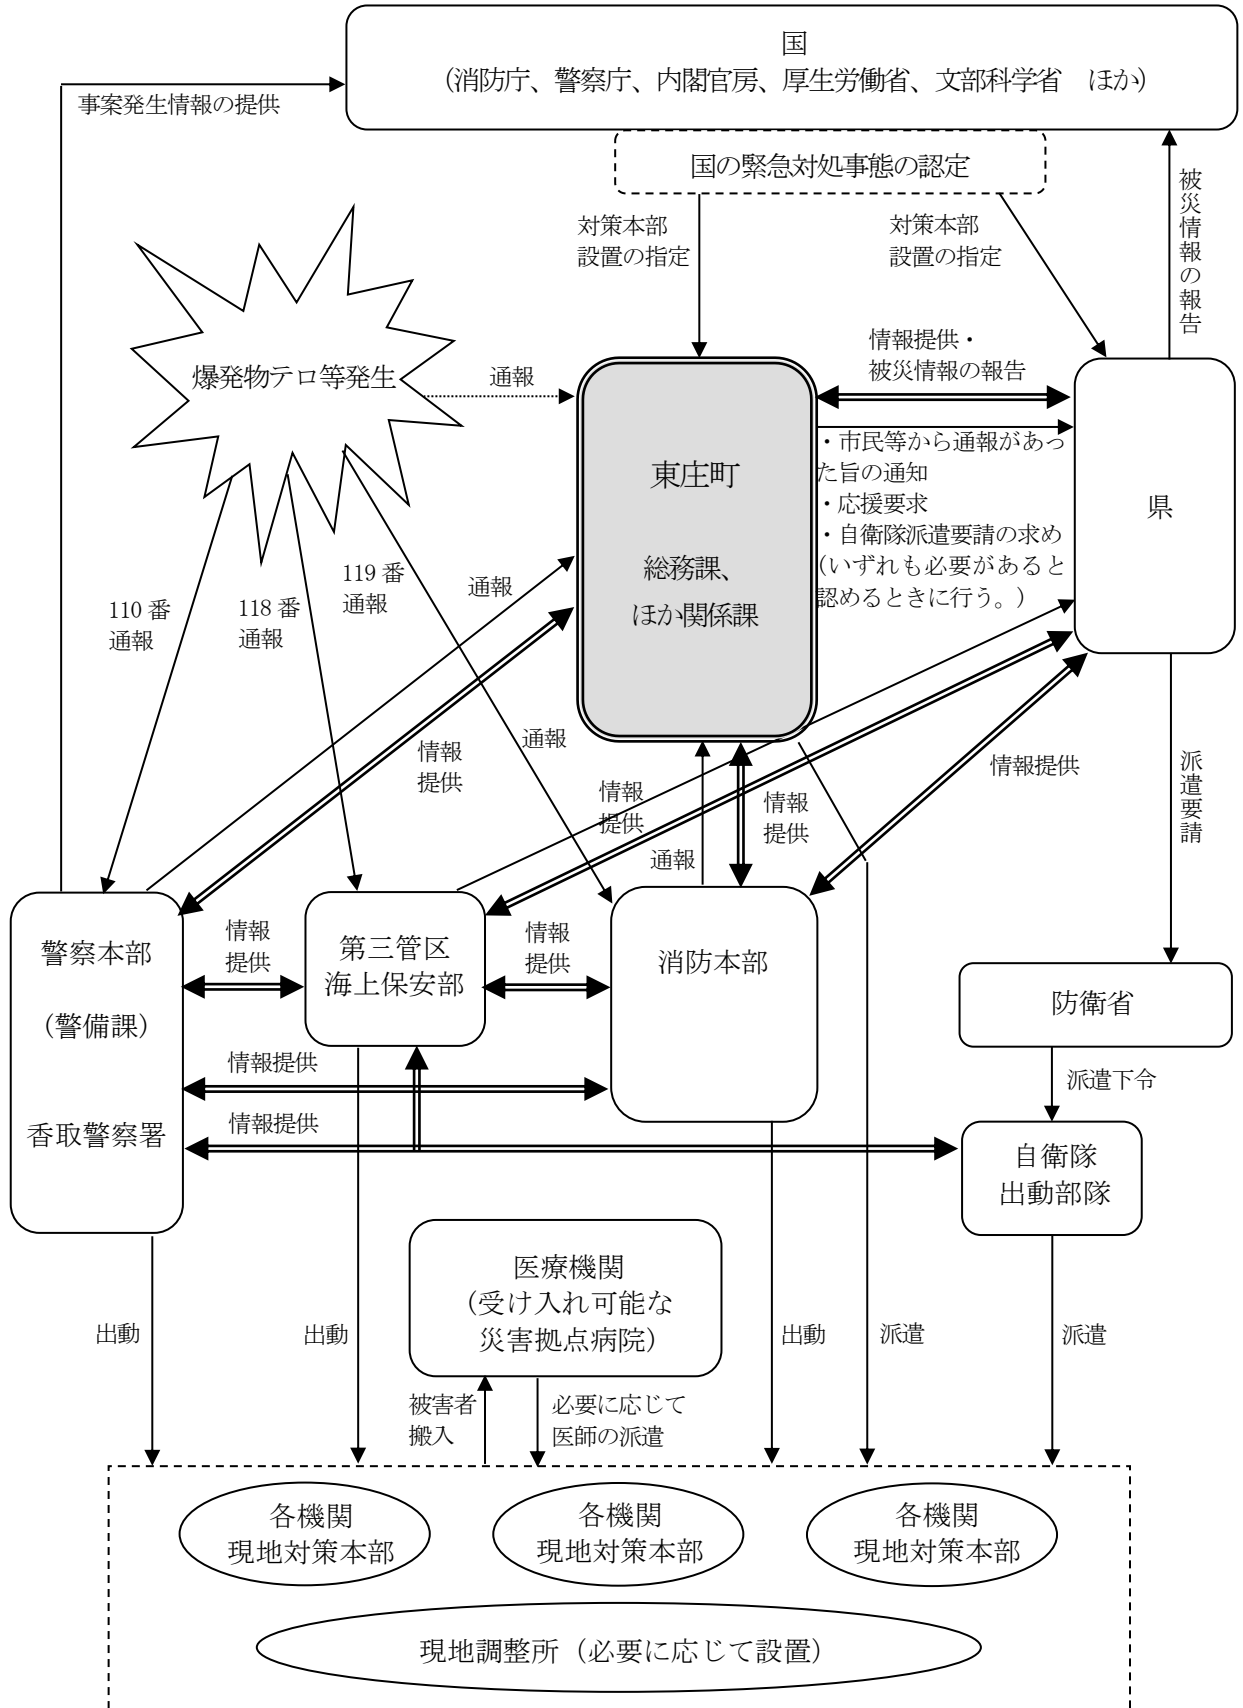 国
（消防庁、警察庁、内閣官房、厚生労働省、文部科学省　ほか）
事案発生情報の提供
国の緊急対処事態の認定
被災情報の報告
対策本部
設置の指定
対策本部
設置の指定
爆発物テロ等発生
通報
情報提供・
被災情報の報告
東庄町
総務課、
ほか関係課
・市民等から通報があっ
た旨の通知
・応援要求
・自衛隊派遣要請の求め
（いずれも必要があると
認めるときに行う。）
県
110 番
通報
118 番
通報
119 番
通報
通報
通報
情報
提供
情報
提供
情報
提供
通報
情報提供
派遣要請
警察本部
（警備課）
香取警察署
情報
提供
第三管区
海上保安部
情報
提供
消防本部
防衛省
情報提供
派遣下令
情報提供
自衛隊
出動部隊
医療機関
（受け入れ可能な
災害拠点病院）
出動
出動
出動
派遣
派遣
被害者
搬入
必要に応じて
医師の派遣
各機関
現地対策本部
各機関
現地対策本部
各機関
現地対策本部
現地調整所（必要に応じて設置）